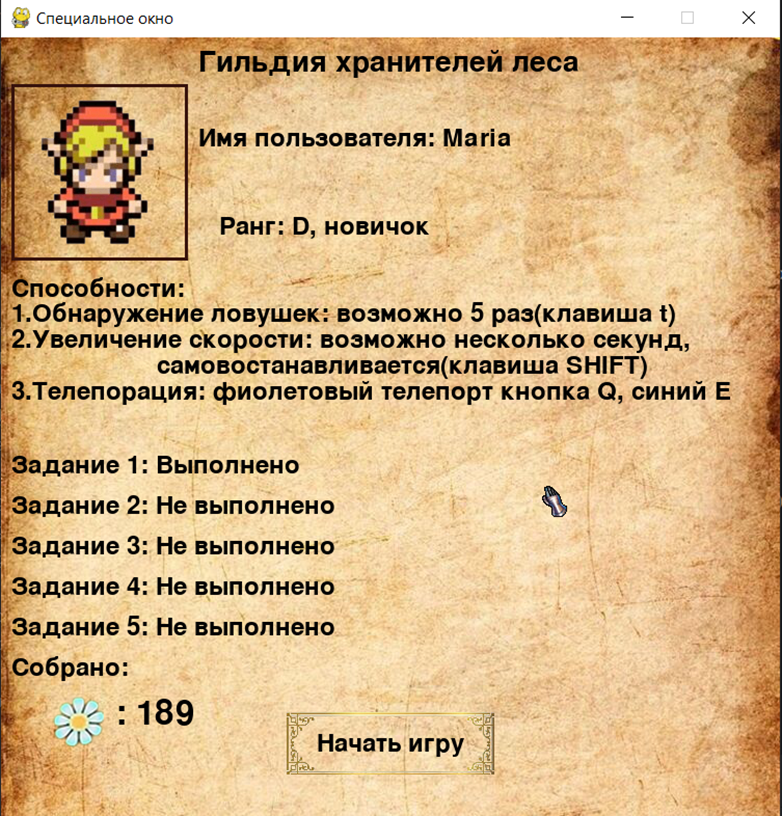 Специальное окно
Гильдия хранителей леса
Имя пользователя: Maria
Ранг: D, новичок
Способности:
1.Обнаружение ловушек: возможно 5 раз(клавиша t)
2.Увеличение скорости: возможно несколько секунд,
самовостанавливается(клавиша SHIFT)
3.Телепорация: фиолетовый телепорт кнопка Q, синий E
Задание 1: Выполнено
Задание 2: Не выполнено
Задание 3: Не выполнено
Задание 4: Не выполнено
Задание 5: Не выполнено
Собрано:
: 189
Начать игру